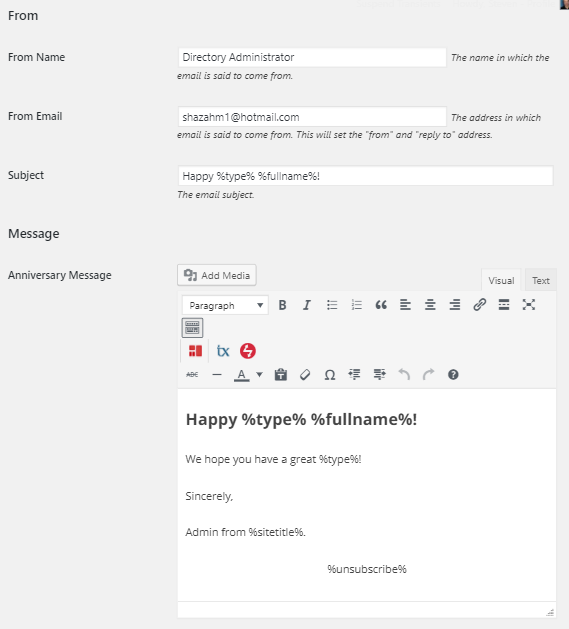 From
From Name
Directory Administrator
The name in which the
email is said to come from.
From Email
shazahm1@hotmail.com
The address in which
email is said to come from. This will set the "from" and "reply to" address.
Subject
Happy %type% %fullname%!
The email subject.
Message
Anniversary Message
Add Media
Visual
Text
Paragraph
B
I
tx
ABC
A
Ω
Happy %type% %fullname%!
We hope you have a great %type%!
Sincerely,
Admin from %sitetitle%.
%unsubscribe%